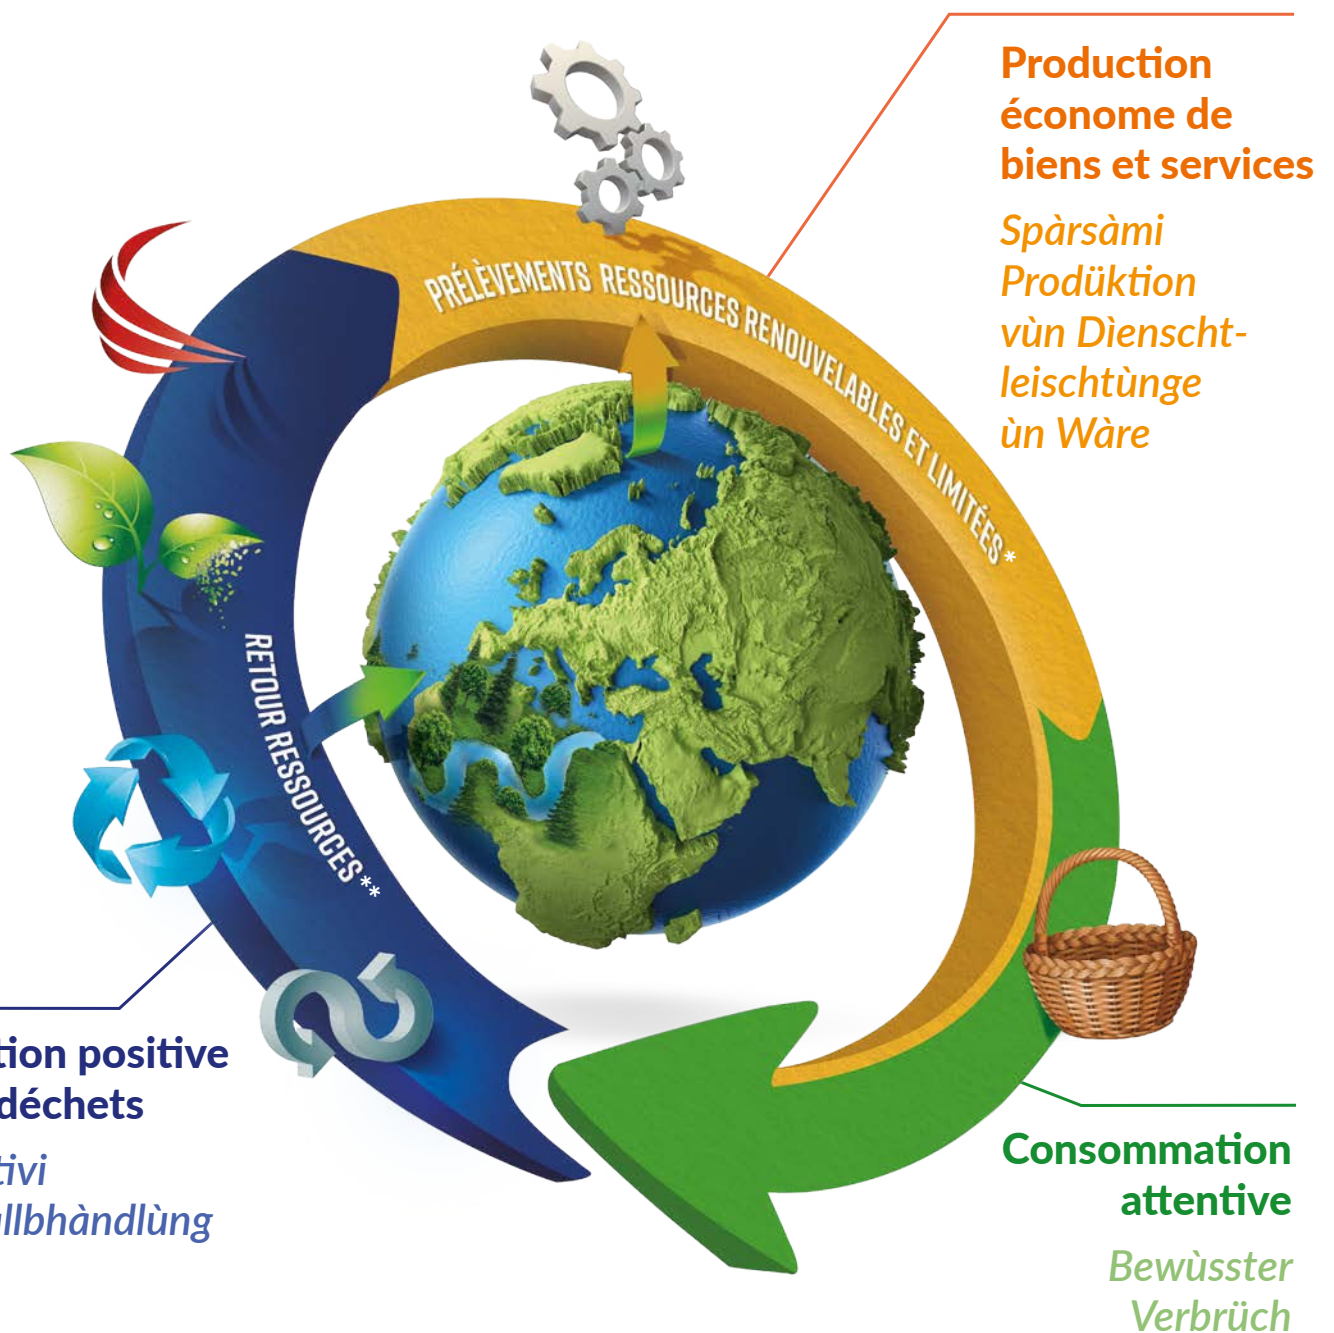 Production
économe de
biens et services
Spàrsàmi
Prodüktion
vùn Dìenscht-
leischtùnge
ùn Wàre
PRÉLÈVEMENTS RESSOURCES RENOUVELABLES ET LIMITÉES*
RETOUR RESSOURCES**
tion positive
déchets
tivi
llbhàndlùng
Consommation
attentive
Bewùsster
Verbrüch